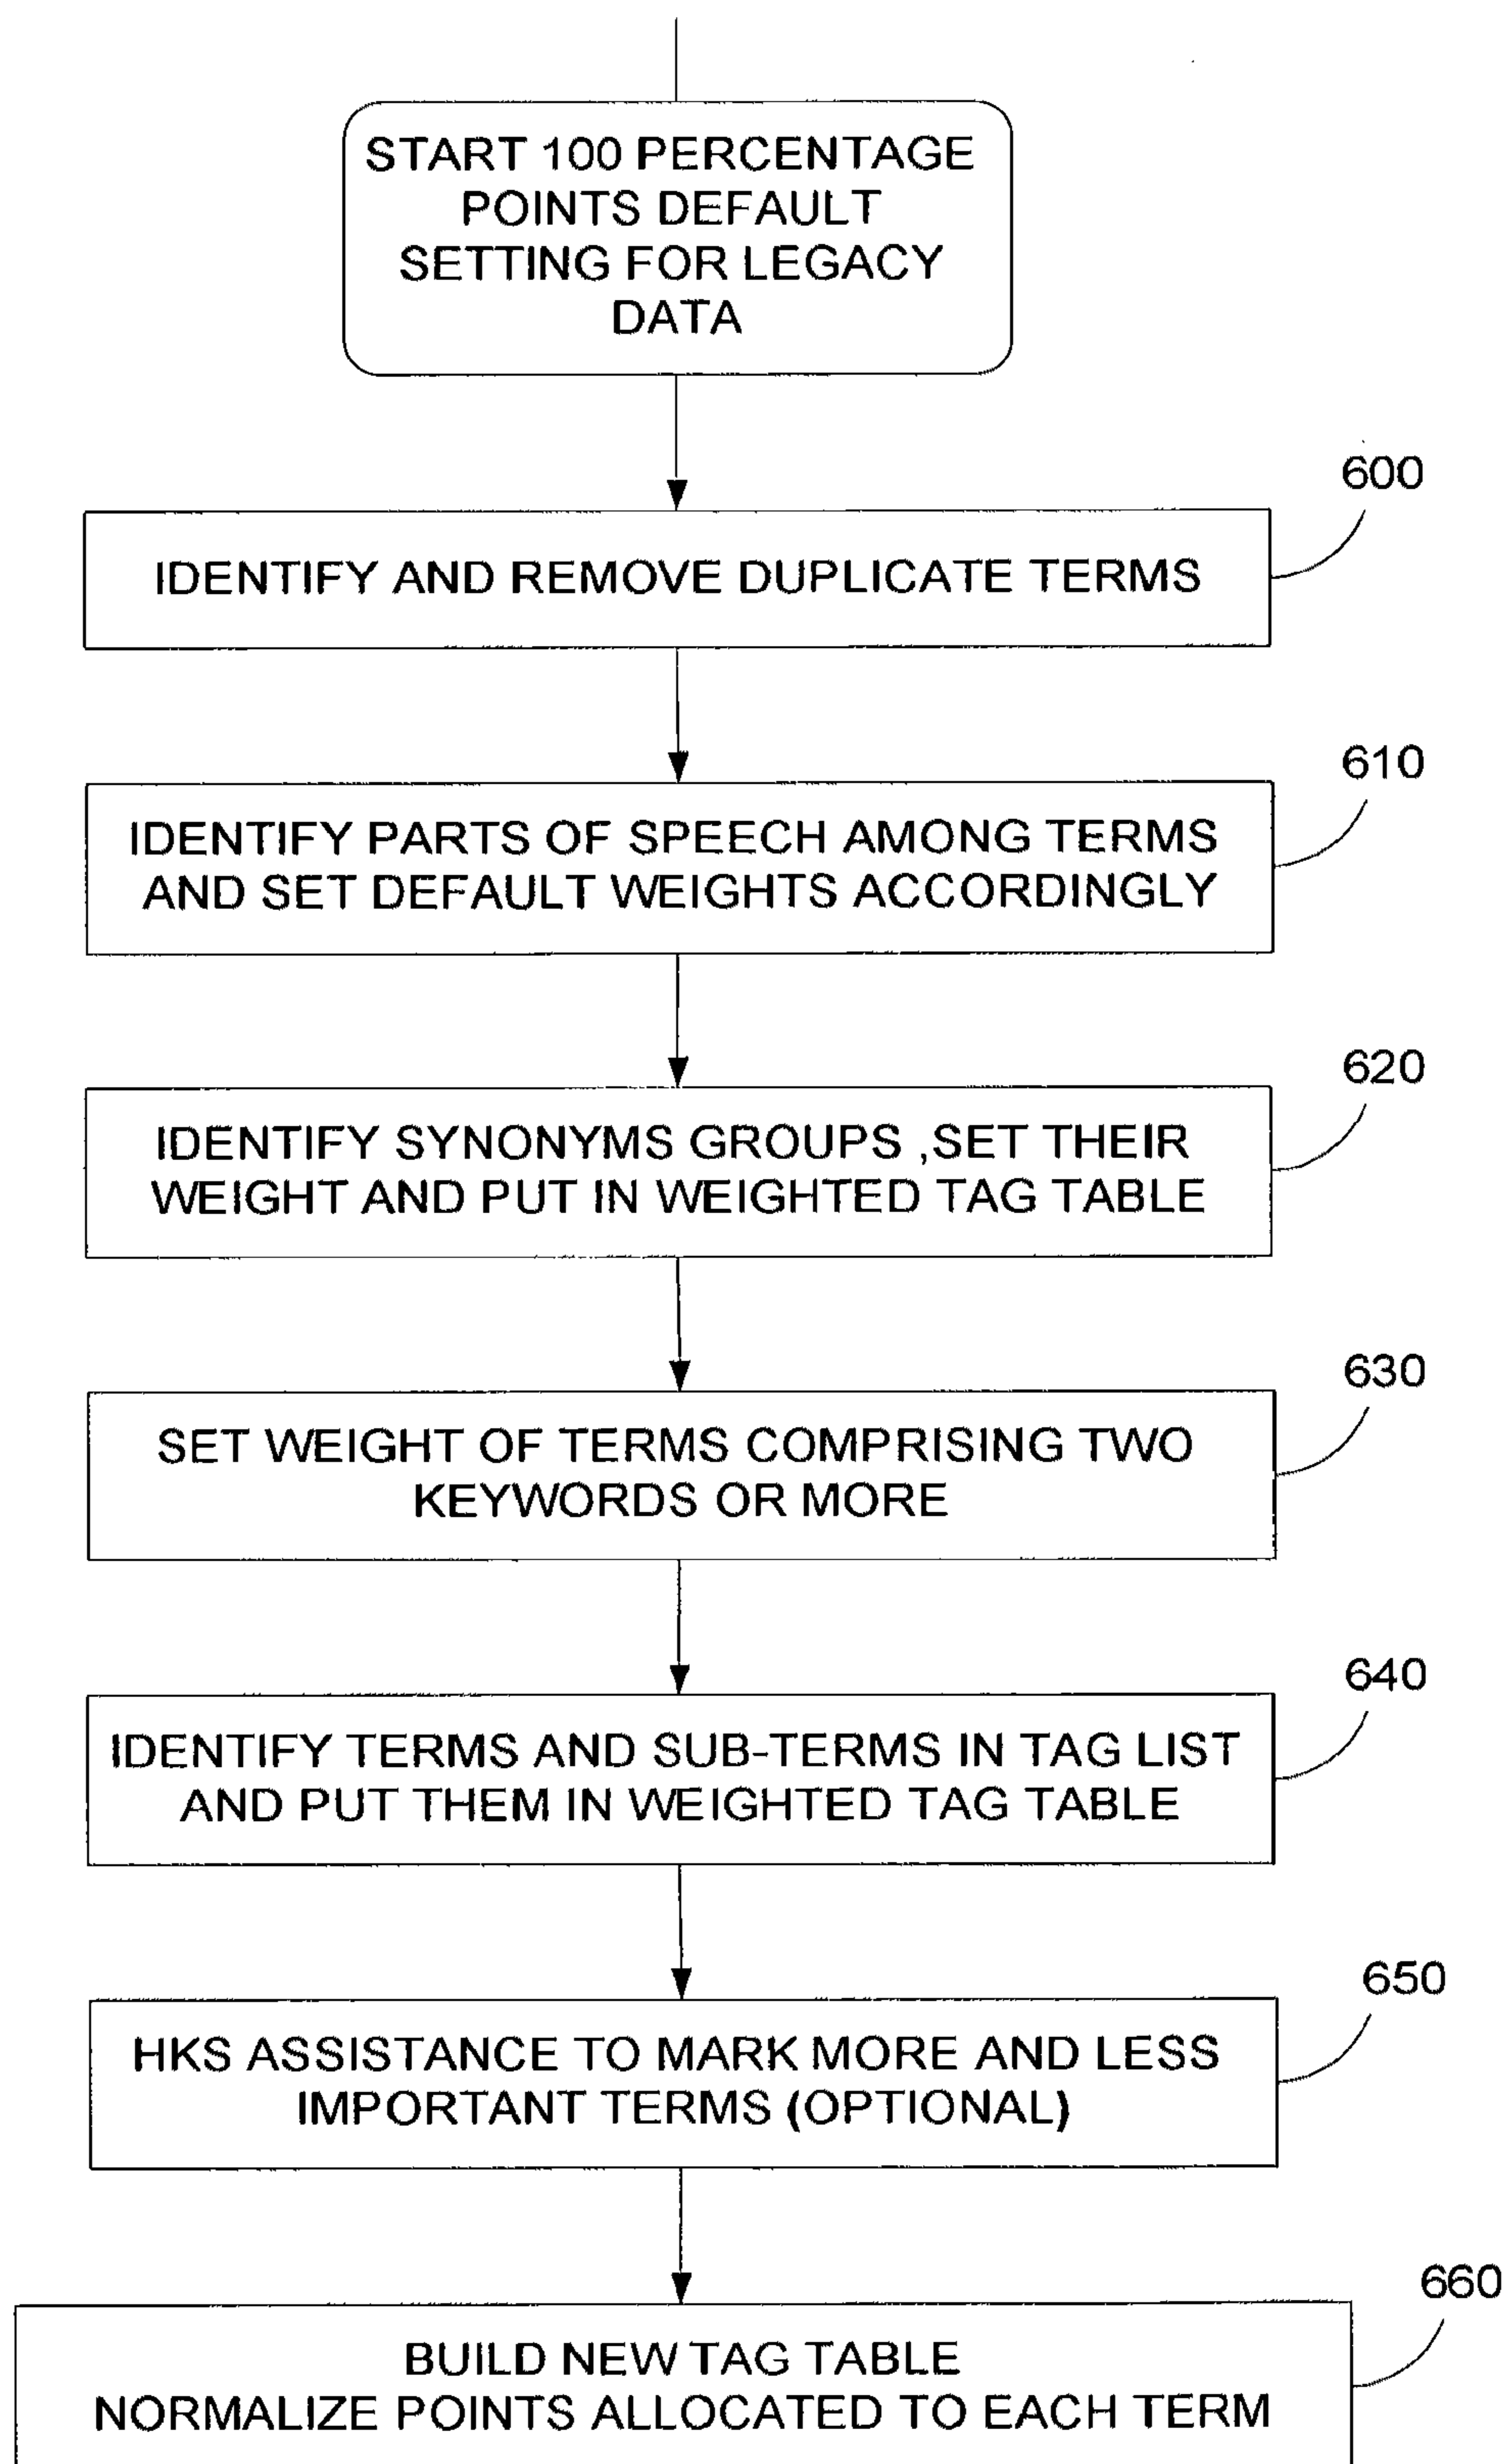 START 100 PERCENTAGE
POINTS DEFAULT
SETTING FOR LEGACY
DATA
600
IDENTIFY AND REMOVE DUPLICATE TERMS
610
IDENTIFY PARTS OF SPEECH AMONG TERMS
AND SET DEFAULT WEIGHTS ACCORDINGLY
620
IDENTIFY SYNONYMS GROUPS ,SET THEIR
WEIGHT AND PUT IN WEIGHTED TAG TABLE
630
SET WEIGHT OF TERMS COMPRISING TWO
KEYWORDS OR MORE
640
IDENTIFY TERMS AND SUB-TERMS IN TAG LIST
AND PUT THEM IN WEIGHTED TAG TABLE
650
HKS ASSISTANCE TO MARK MORE AND LESS
IMPORTANT TERMS (OPTIONAL)
660
BUILD NEW TAG TABLE
NORMALIZE POINTS ALLOCATED TO EACH TERM